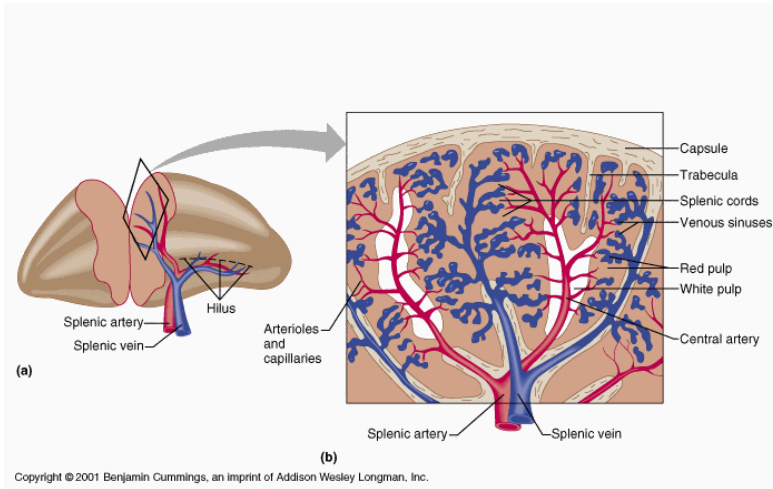 Capsule
Trabecula
Splenic cords
Venous sinuses
Red pulp
White pulp
Central artery
Hilus
Splenic artery
Splenic vein
Arterioles
and
capillaries
(a)
Splenic artery
Splenic vein
(b)
Copyright © 2001 Benjamin Cummings, an imprint of Addison Wesley Longman, Inc.